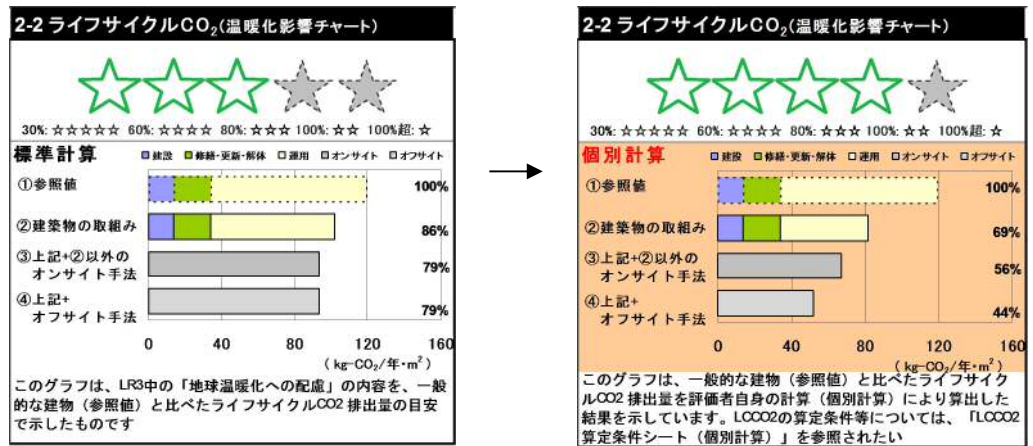 2-2 ライフサイクルCO2(温暖化影響チャート)
30%: ☆☆☆☆☆ 60%: ☆☆☆☆ 80%: ☆☆☆ 100%: ☆☆ 100%超: ☆
標準計算
建設 修繕・更新・解体 運用 オンサイト オフサイト
①参照値 100%
②建築物の取組み 86%
③上記+②以外の
オンサイト手法 79%
④上記+
オフサイト手法 79%
0 40 80 120 160
(kg-CO2/年・m2)
このグラフは、LR3中の「地球温暖化への配慮」の内容を、一般
的な建物(参照値)と比べたライフサイクルCO2 排出量の目安
で示したものです
2-2 ライフサイクルCO2(温暖化影響チャート)
30%: ☆☆☆☆☆ 60%: ☆☆☆☆ 80%: ☆☆☆ 100%: ☆☆ 100%超: ☆
個別計算
建設 修繕・更新・解体 運用 オンサイト オフサイト
①参照値 100%
②建築物の取組み 69%
③上記+②以外の
オンサイト手法 56%
④上記+
オフサイト手法 44%
0 40 80 120 160
(kg-CO2/年・m2)
このグラフは、一般的な建物(参照値)と比べたライフサイク
ルCO2 排出量を評価者自身の計算(個別計算)により算出した
結果を示しています。LCCO2の算定条件等については、「LCCO2
算定条件シート(個別計算)」を参照されたい